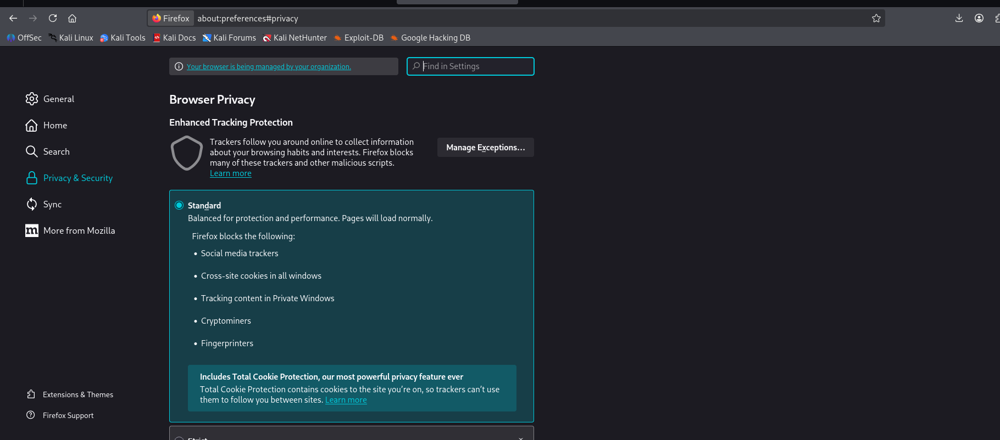 Firefox about:preferences#privacy
OffSec Kali Linux Kali Tools Kali Docs Kali Forums Kali NetHunter Exploit-DB Google Hacking DB
Your browser is being managed by your organization.
Find in Settings
General
Home
Search
Privacy & Security
Sync
m More from Mozilla
Extensions & Themes
Firefox Support
Browser Privacy
Enhanced Tracking Protection
Trackers follow you around online to collect information
about your browsing habits and interests. Firefox blocks
many of these trackers and other malicious scripts.
Learn more
Manage Exceptions…
Standard
Balanced for protection and performance. Pages will load normally.
Firefox blocks the following:
• Social media trackers
• Cross-site cookies in all windows
• Tracking content in Private Windows
• Cryptominers
• Fingerprinters
Includes Total Cookie Protection, our most powerful privacy feature ever
Total Cookie Protection contains cookies to the site you’re on, so trackers can’t use
them to follow you between sites. Learn more
Strict